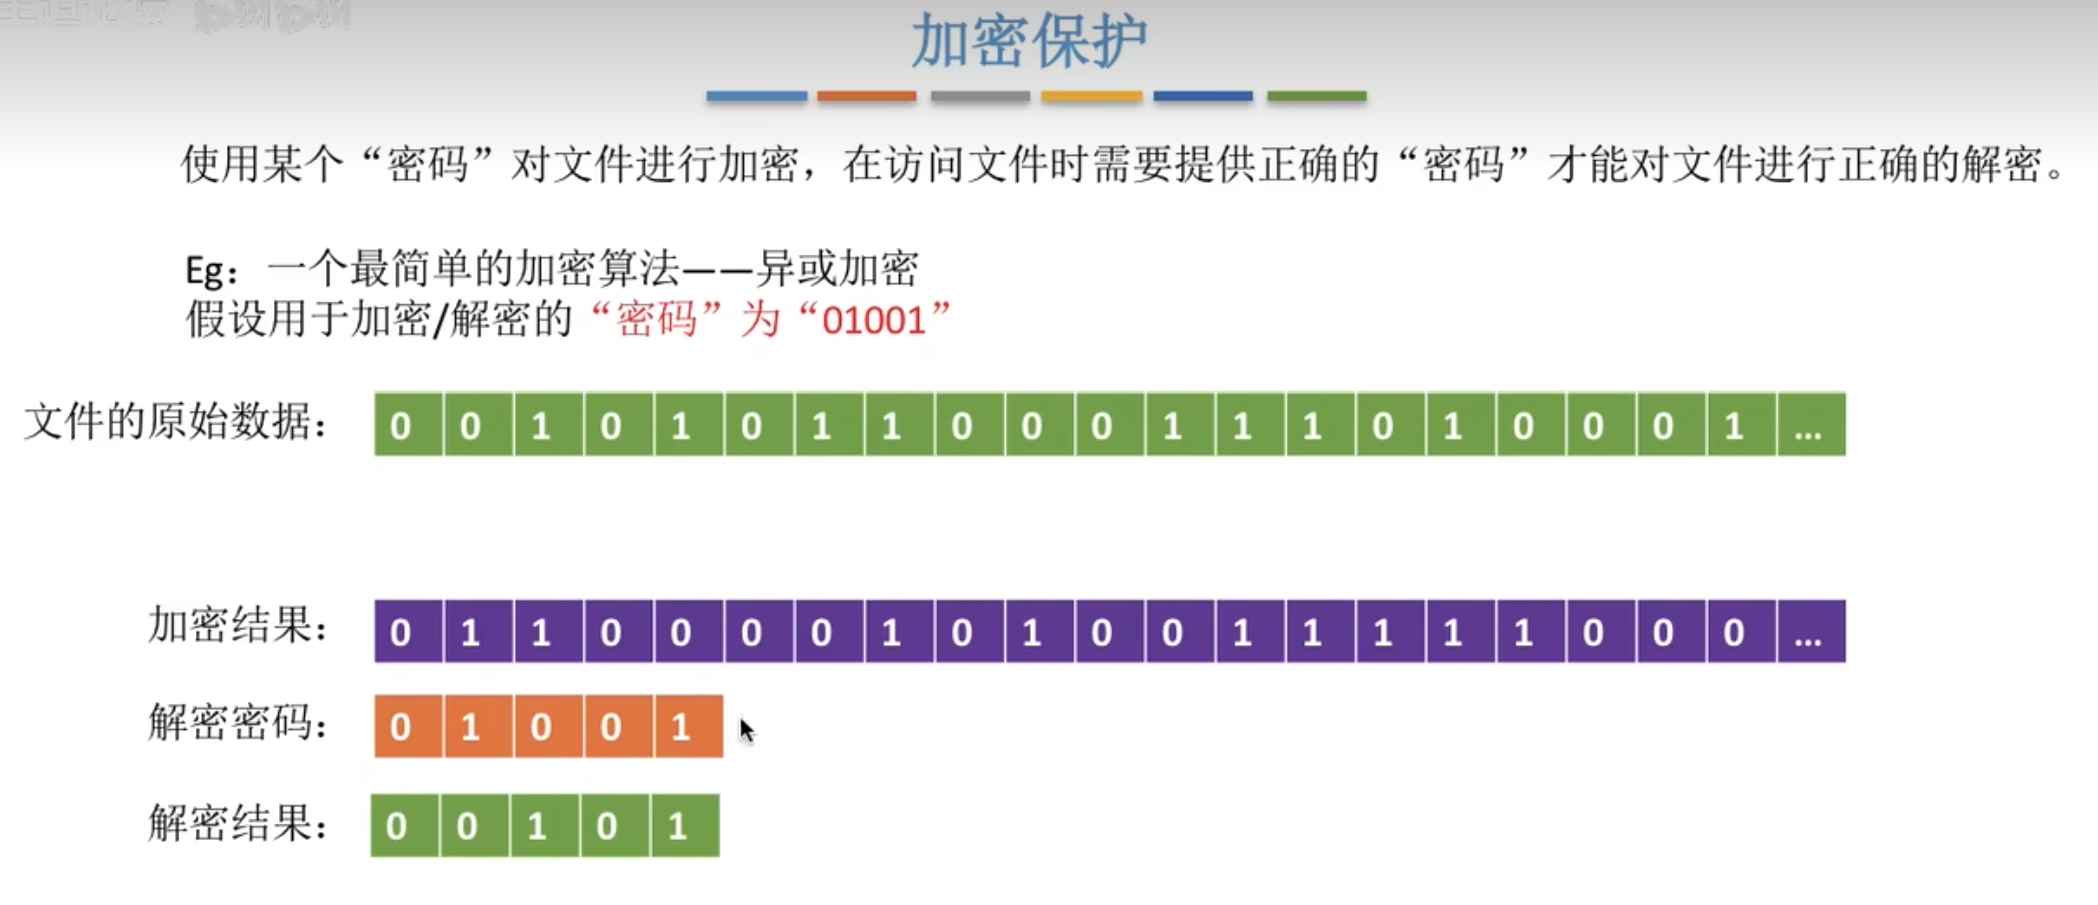 加密保护
使用某个“密码”对文件进行加密，在访问文件时需要提供正确的“密码”才能对文件进行正确的解密。
Eg：一个最简单的加密算法——异或加密
假设用于加密/解密的“密码”为“01001”
文件的原始数据： 0 0 1 0 1 0 1 1 0 0 0 1 1 1 0 1 0 0 0 1 ...
加密结果： 0 1 1 0 0 0 0 1 0 1 0 0 1 1 1 1 1 0 0 0 ...
解密密码： 0 1 0 0 1
解密结果： 0 0 1 0 1